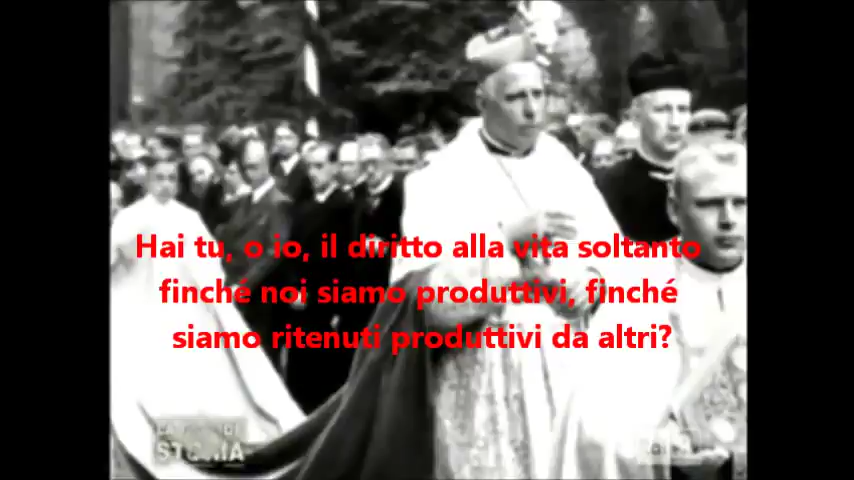 Hai tu, o io, il diritto alla vita soltanto
finché noi siamo produttivi, finché
siamo ritenuti produttivi da altri?
STORIA